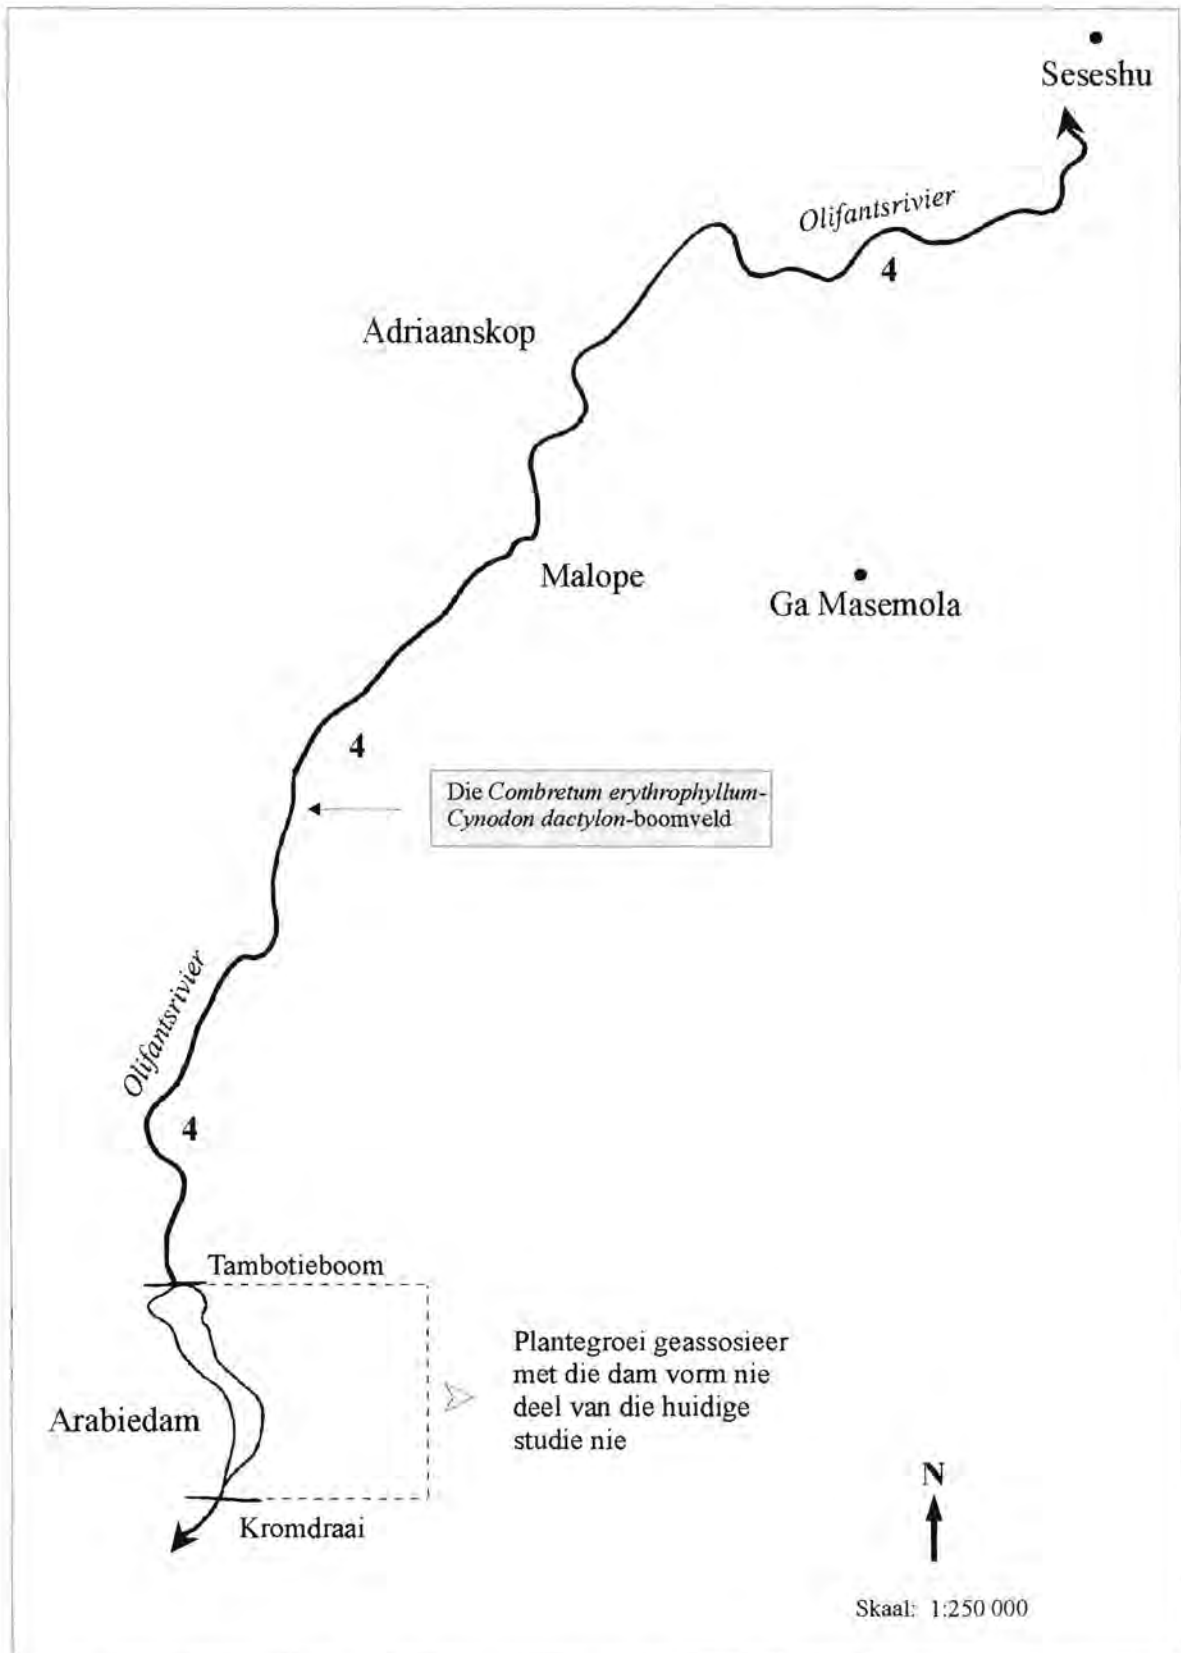 Seseshu
Olifantsrivier
4
Adriaanskop
Malope
Ga Masemola
4
Die Combretum erythrophyllum-
Cynodon dactylon-boomveld
Olifantsrivier
4
Tambotieboom
Plantegroei geassosieer
met die dam vorm nie
deel van die huidige
studie nie
Arabiedam
Kromdraai
N
Skaal: 1:250 000